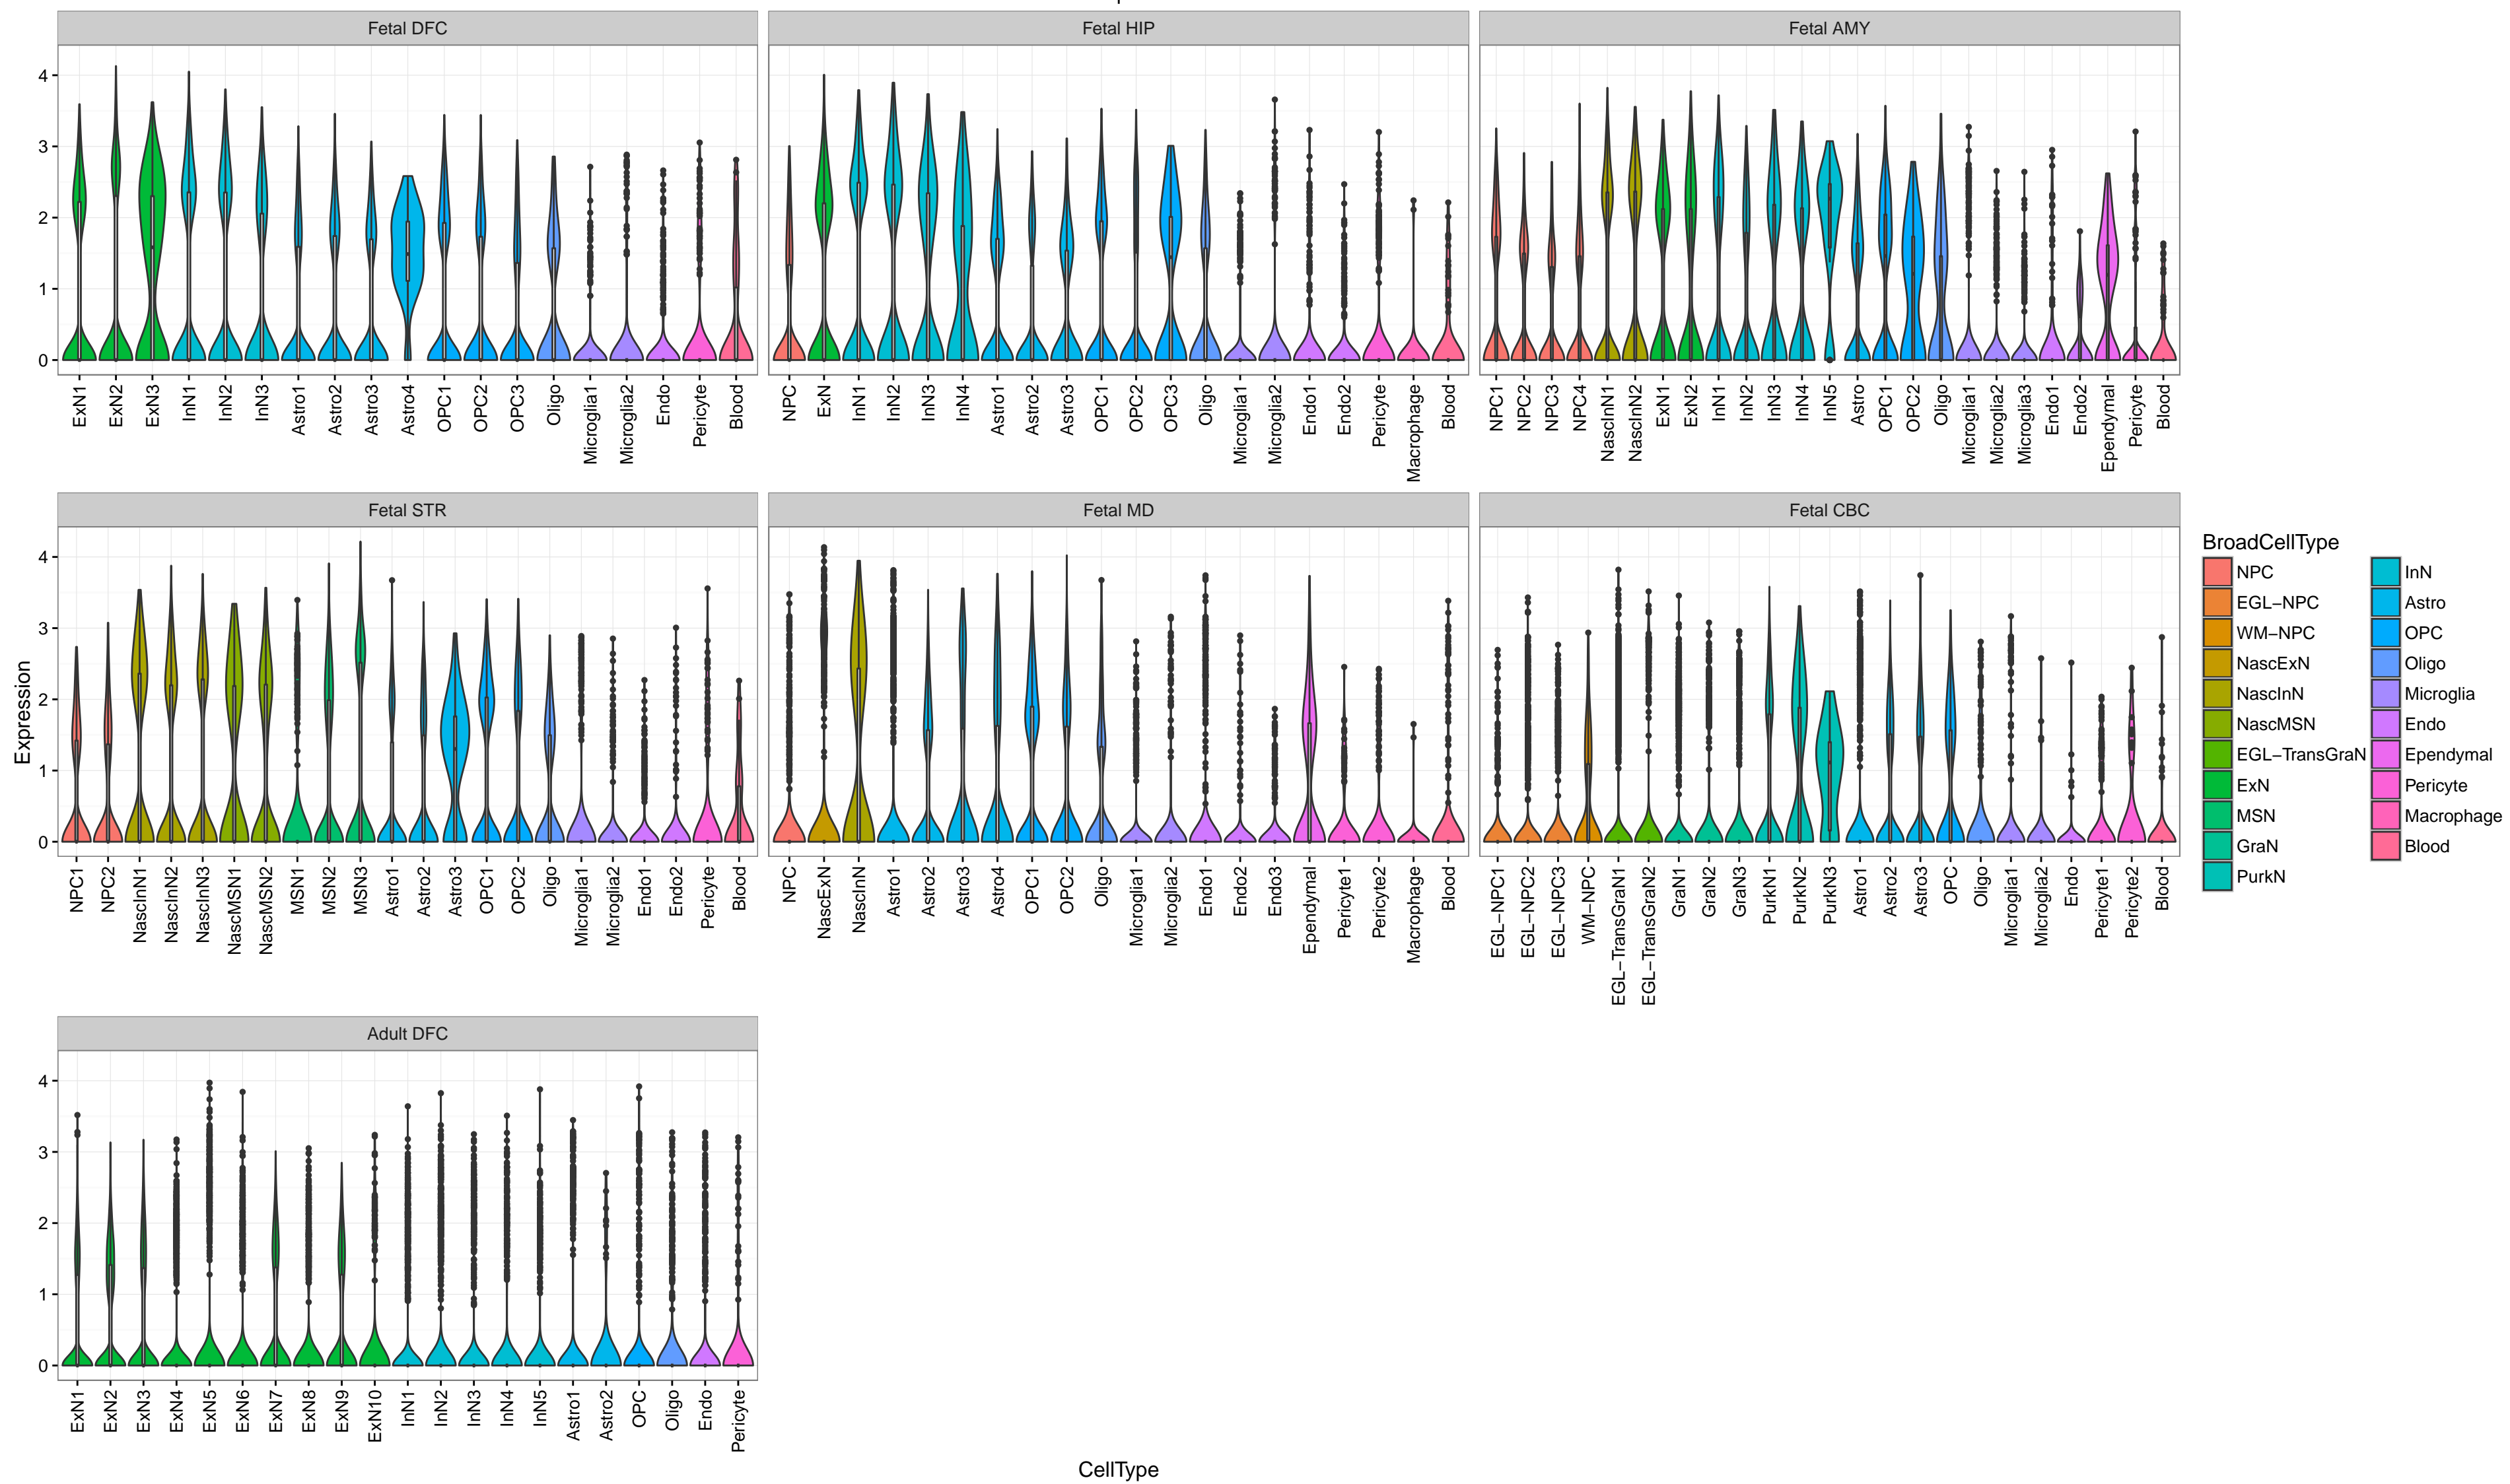 Fetal DFC
Fetal HIP
Fetal AMY
4
3
2
1
0
ExN1
ExN2
ExN3
InN1
InN2
InN3
Astro1
Astro2
Astro3
Astro4
OPC1
OPC2
OPC3
Oligo
Microglia1
Microglia2
Endo
Pericyte
Blood
NPC
ExN
InN1
InN2
InN3
InN4
Astro1
Astro2
Astro3
OPC1
OPC2
OPC3
Oligo
Microglia1
Microglia2
Endo1
Endo2
Pericyte
Macrophage
Blood
NPC1
NPC2
NPC3
NPC4
NascInN1
NascInN2
ExN1
ExN2
InN1
InN2
InN3
InN4
InN5
Astro
OPC1
OPC2
Oligo
Microglia1
Microglia2
Microglia3
Endo1
Endo2
Ependymal
Pericyte
Blood
Fetal STR
Fetal MD
Fetal CBC
Expression
4
3
2
1
0
NPC1
NPC2
NascInN1
NascInN2
NascInN3
NascMSN1
NascMSN2
MSN1
MSN2
MSN3
Astro1
Astro2
Astro3
OPC1
OPC2
Oligo
Microglia1
Microglia2
Endo1
Endo2
Pericyte
Blood
NPC
NascExN
NascInN
Astro1
Astro2
Astro3
Astro4
OPC1
OPC2
Oligo
Microglia1
Microglia2
Endo1
Endo2
Endo3
Ependymal
Pericyte1
Pericyte2
Macrophage
Blood
EGL−NPC1
EGL−NPC2
EGL−NPC3
WM−NPC
EGL−TransGraN1
EGL−TransGraN2
GraN1
GraN2
GraN3
PurkN1
PurkN2
PurkN3
Astro1
Astro2
Astro3
OPC
Oligo
Microglia1
Microglia2
Endo
Pericyte1
Pericyte2
Blood
BroadCellType
NPC
EGL−NPC
WM−NPC
NascExN
NascInN
NascMSN
EGL−TransGraN
ExN
MSN
GraN
PurkN
InN
Astro
OPC
Oligo
Microglia
Endo
Ependymal
Pericyte
Macrophage
Blood
Adult DFC
4
3
2
1
0
ExN1
ExN2
ExN3
ExN4
ExN5
ExN6
ExN7
ExN8
ExN9
ExN10
InN1
InN2
InN3
InN4
InN5
Astro1
Astro2
OPC
Oligo
Endo
Pericyte
CellType